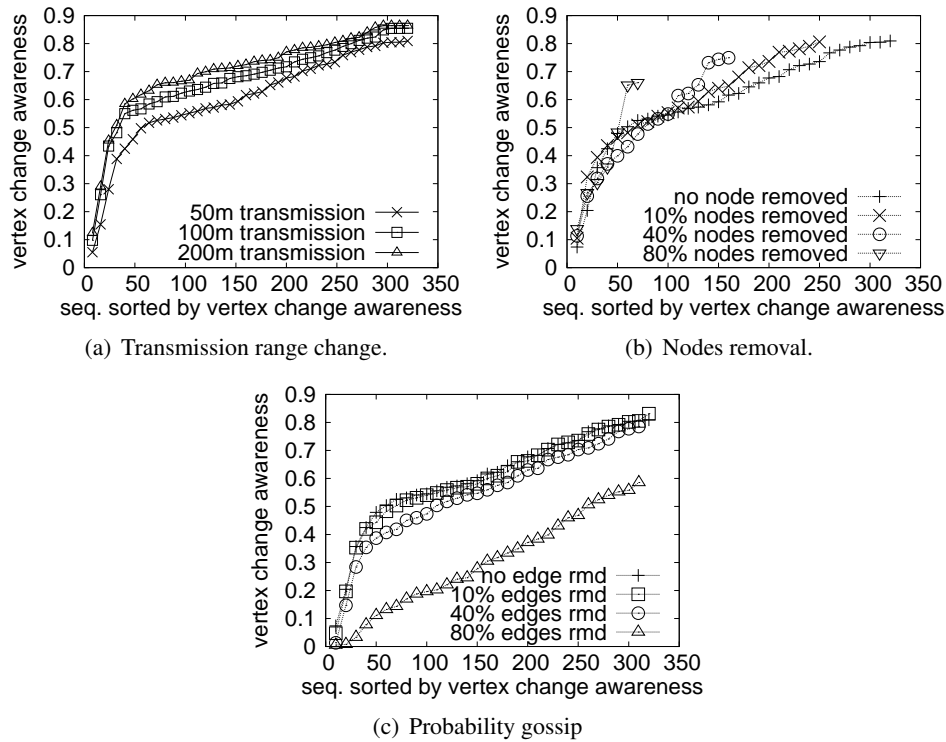 0.9
0.8
0.7
0.6
0.5
0.4
0.3
0.2
0.1
0
vertex change awareness
50m transmission
100m transmission
200m transmission
0 50 100 150 200 250 300 350
seq. sorted by vertex change awareness
(a) Transmission range change.
0.9
0.8
0.7
0.6
0.5
0.4
0.3
0.2
0.1
0
vertex change awareness
no node removed
10% nodes removed
40% nodes removed
80% nodes removed
0 50 100 150 200 250 300 350
seq. sorted by vertex change awareness
(b) Nodes removal.
0.9
0.8
0.7
0.6
0.5
0.4
0.3
0.2
0.1
0
vertex change awareness
no edge rmd
10% edges rmd
40% edges rmd
80% edges rmd
0 50 100 150 200 250 300 350
seq. sorted by vertex change awareness
(c) Probability gossip